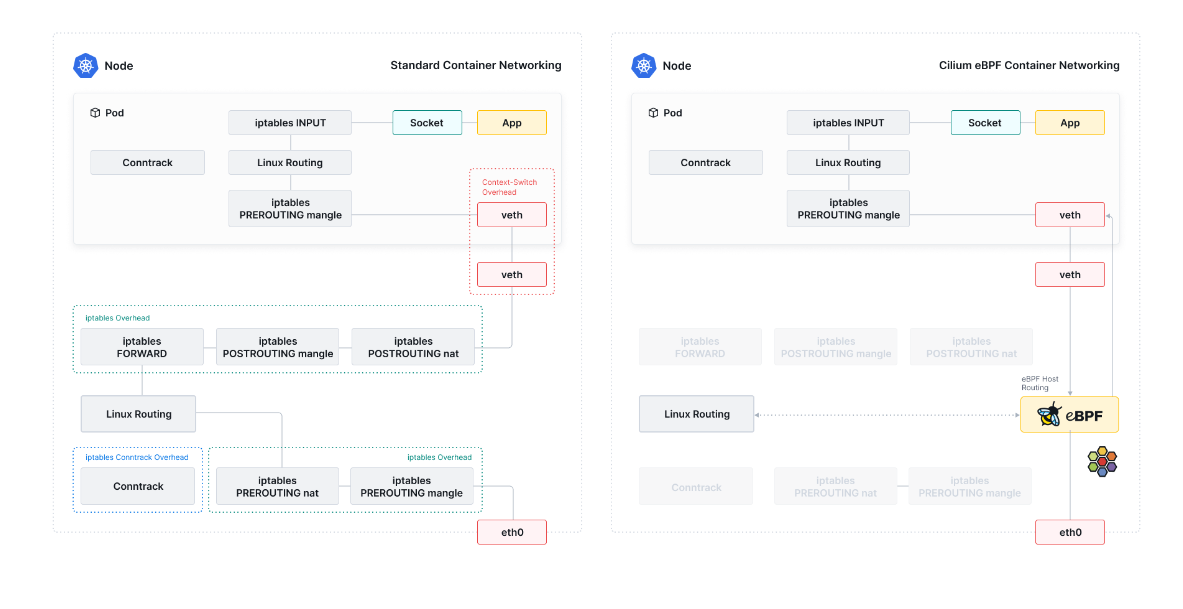 Node
Standard Container Networking
Pod
iptables INPUT
Socket
App
Conntrack
Linux Routing
Context-Switch
Overhead
iptables
PREROUTING mangle
veth
veth
iptables Overhead
iptables
FORWARD
iptables
POSTROUTING mangle
iptables
POSTROUTING nat
Linux Routing
iptables Conntrack Overhead
iptables Overhead
Conntrack
iptables
PREROUTING nat
iptables
PREROUTING mangle
eth0
Node
Cilium eBPF Container Networking
Pod
iptables INPUT
Socket
App
Conntrack
Linux Routing
iptables
PREROUTING mangle
veth
veth
iptables
FORWARD
iptables
POSTROUTING mangle
iptables
POSTROUTING nat
eBPF Host
Routing
Linux Routing
eBPF
Conntrack
iptables
PREROUTING nat
iptables
PREROUTING mangle
eth0